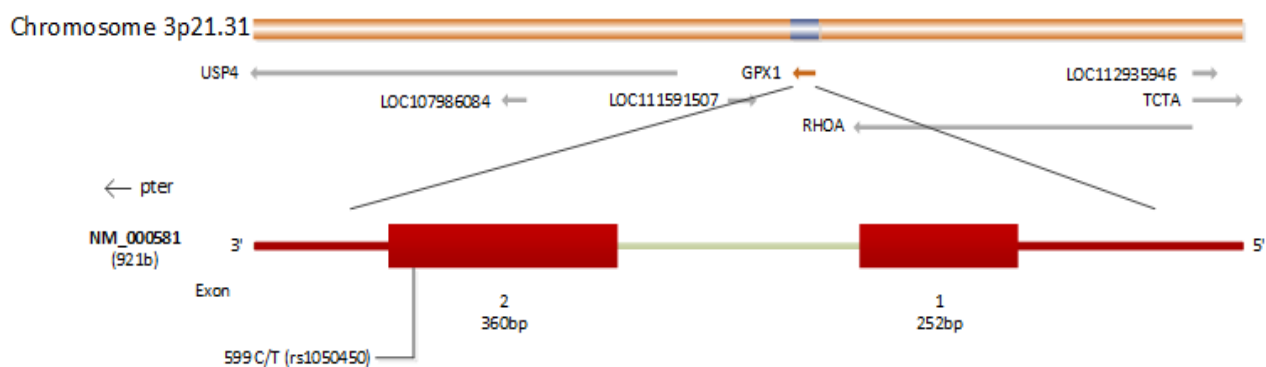 Chromosome 3p21.31
USP4
GPX1
LOC112935946
LOC107986084
LOC111591507
TCTA
RHOA
pter
NM_000581
(921b)
3'
5'
Exon
2
360bp
1
252bp
599 C/T (rs1050450)